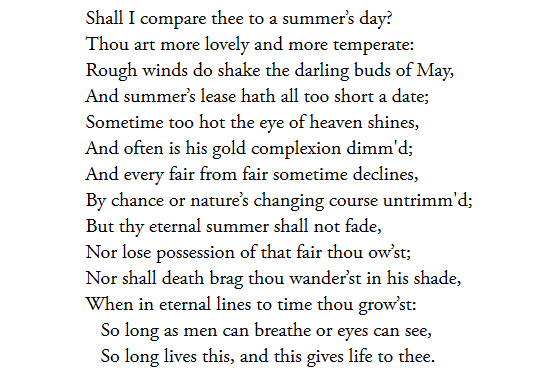 Shall I compare thee to a summer’s day?
Thou art more lovely and more temperate:
Rough winds do shake the darling buds of May,
And summer’s lease hath all too short a date;
Sometime too hot the eye of heaven shines,
And often is his gold complexion dimm'd;
And every fair from fair sometime declines,
By chance or nature’s changing course untrimm'd;
But thy eternal summer shall not fade,
Nor lose possession of that fair thou ow’st;
Nor shall death brag thou wander’st in his shade,
When in eternal lines to time thou grow’st:
So long as men can breathe or eyes can see,
So long lives this, and this gives life to thee.